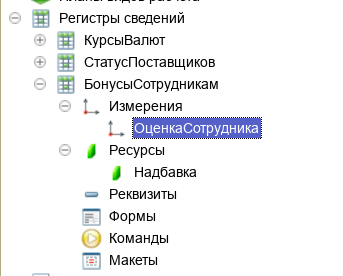 Регистры сведений
КурсыВалют
СтатусПоставщиков
БонусыСотрудникам
Измерения
ОценкаСотрудника
Ресурсы
Надбавка
Реквизиты
Формы
Команды
Макеты